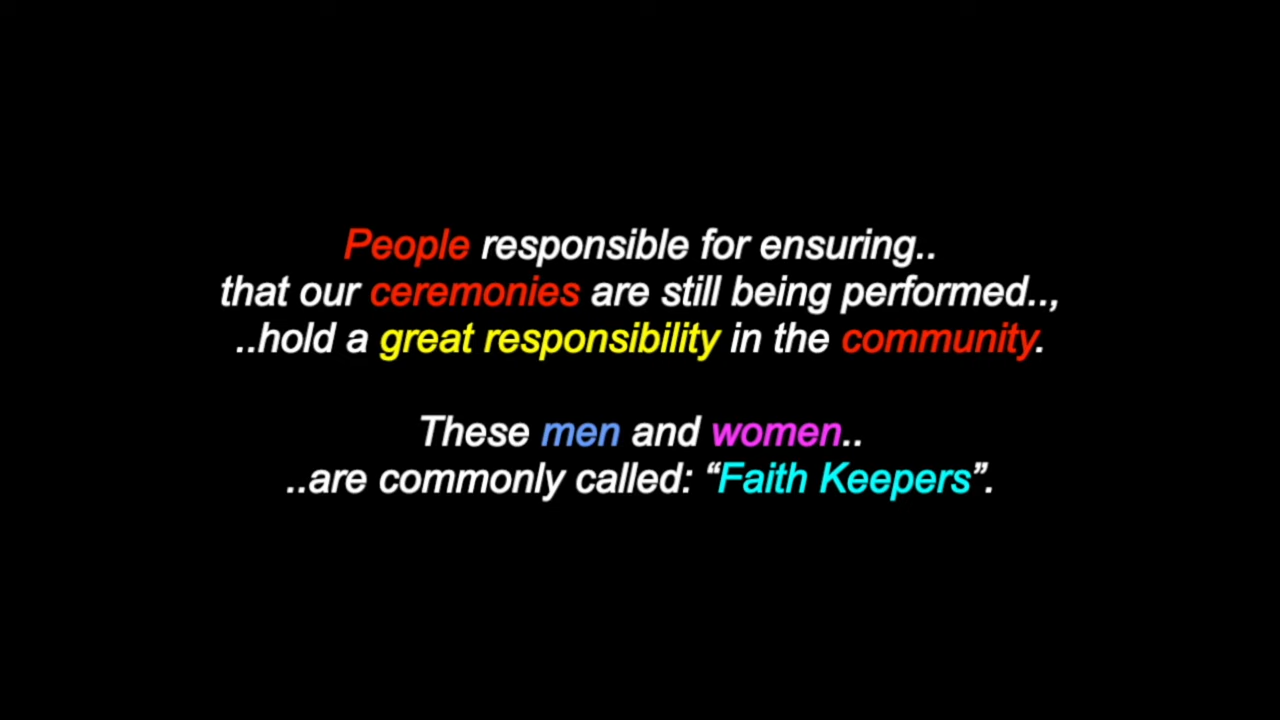 People responsible for ensuring..
that our ceremonies are still being performed..,
..hold a great responsibility in the community.
These men and women..
..are commonly called: “Faith Keepers”.